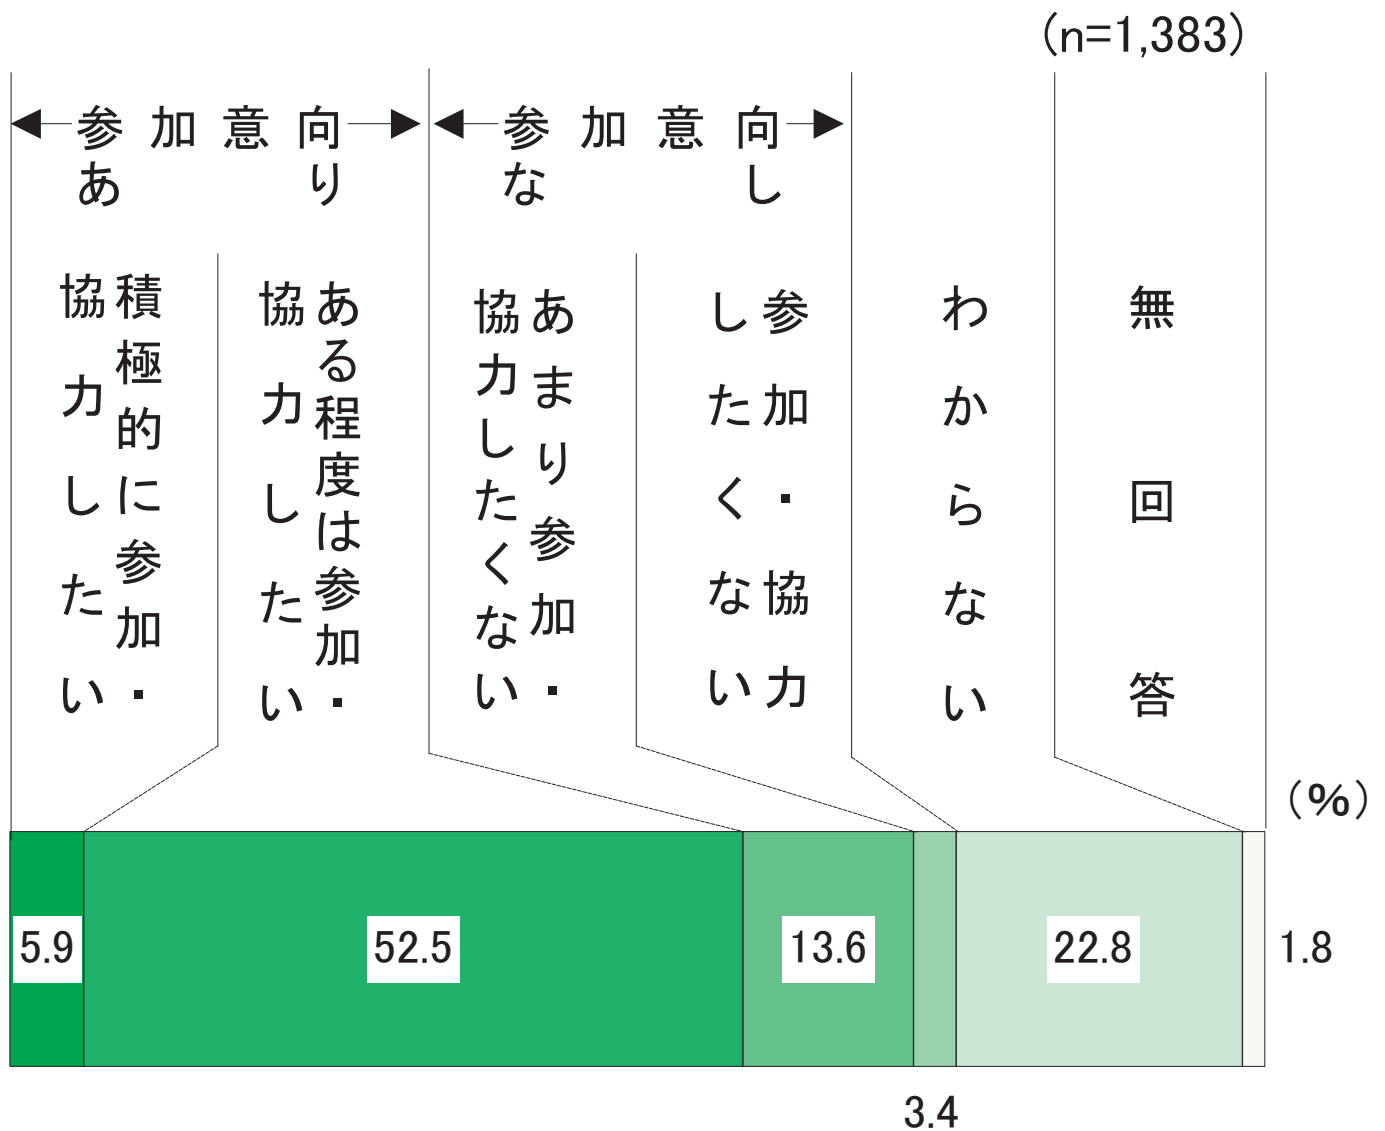 （n=1,383）
参加意向あり
参加意向なし
積極的に参加・
協力したい
ある程度は参加・
協力したい
あまり参加・
協力したくない
参加・協力
したくない
わからない
無回答
（%）
5.9
52.5
13.6
22.8
1.8
3.4